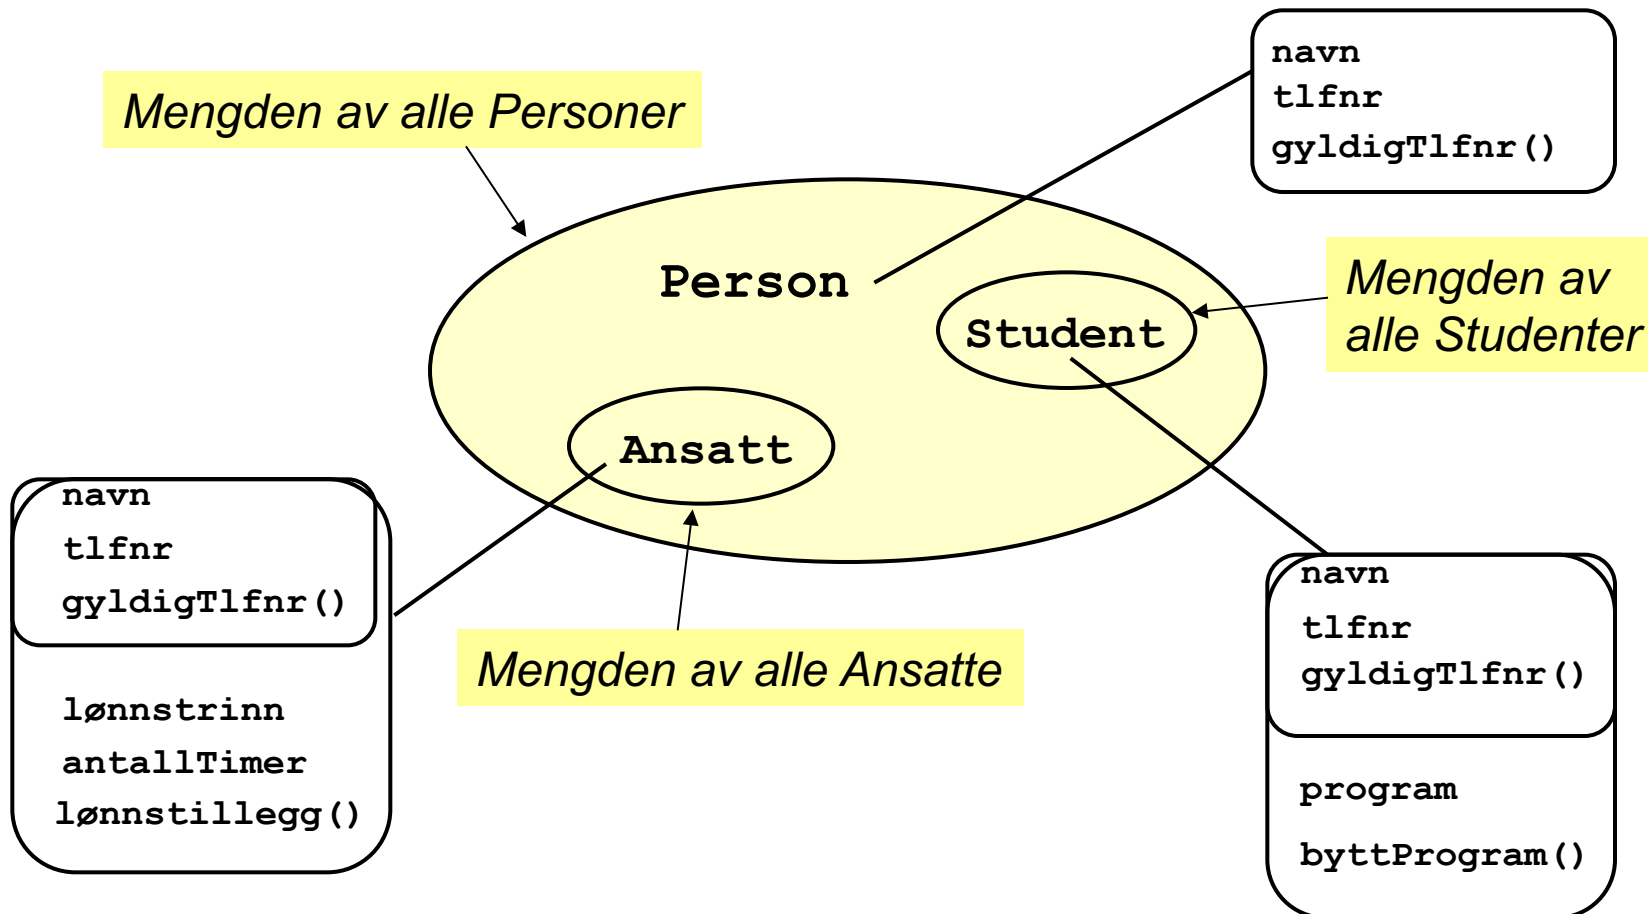 navn
tlfnr
gyldigTlfnr()
Mengden av alle Personer
Person
Mengden av
alle Studenter
Student
Ansatt
navn
tlfnr
gyldigTlfnr()
lønnstrinn
antallTimer
lønnstillegg()
Mengden av alle Ansatte
navn
tlfnr
gyldigTlfnr()
program
byttProgram()